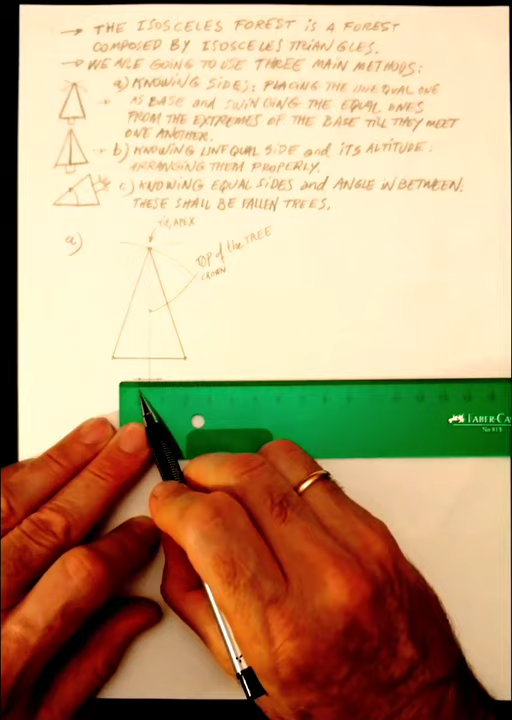 → THE ISOSCELES FOREST IS A FOREST
COMPOSED BY ISOSCELES TRIANGLES.
→ WE ARE GOING TO USE THREE MAIN METHODS:
a) KNOWING SIDES: PLACING THE UNEQUAL ONE
AS BASE and SWINGING THE EQUAL ONES
FROM THE EXTREMES OF THE BASE TILL THEY MEET
ONE ANOTHER.
b) KNOWING UNEQUAL SIDE and ITS ALTITUDE:
ARRANGING THEM PROPERLY.
c) KNOWING EQUAL SIDES and ANGLE IN BETWEEN:
THESE SHALL BE FALLEN TREES.
APEX
a)
TOP of the TREE
CROWN
FABER-CA